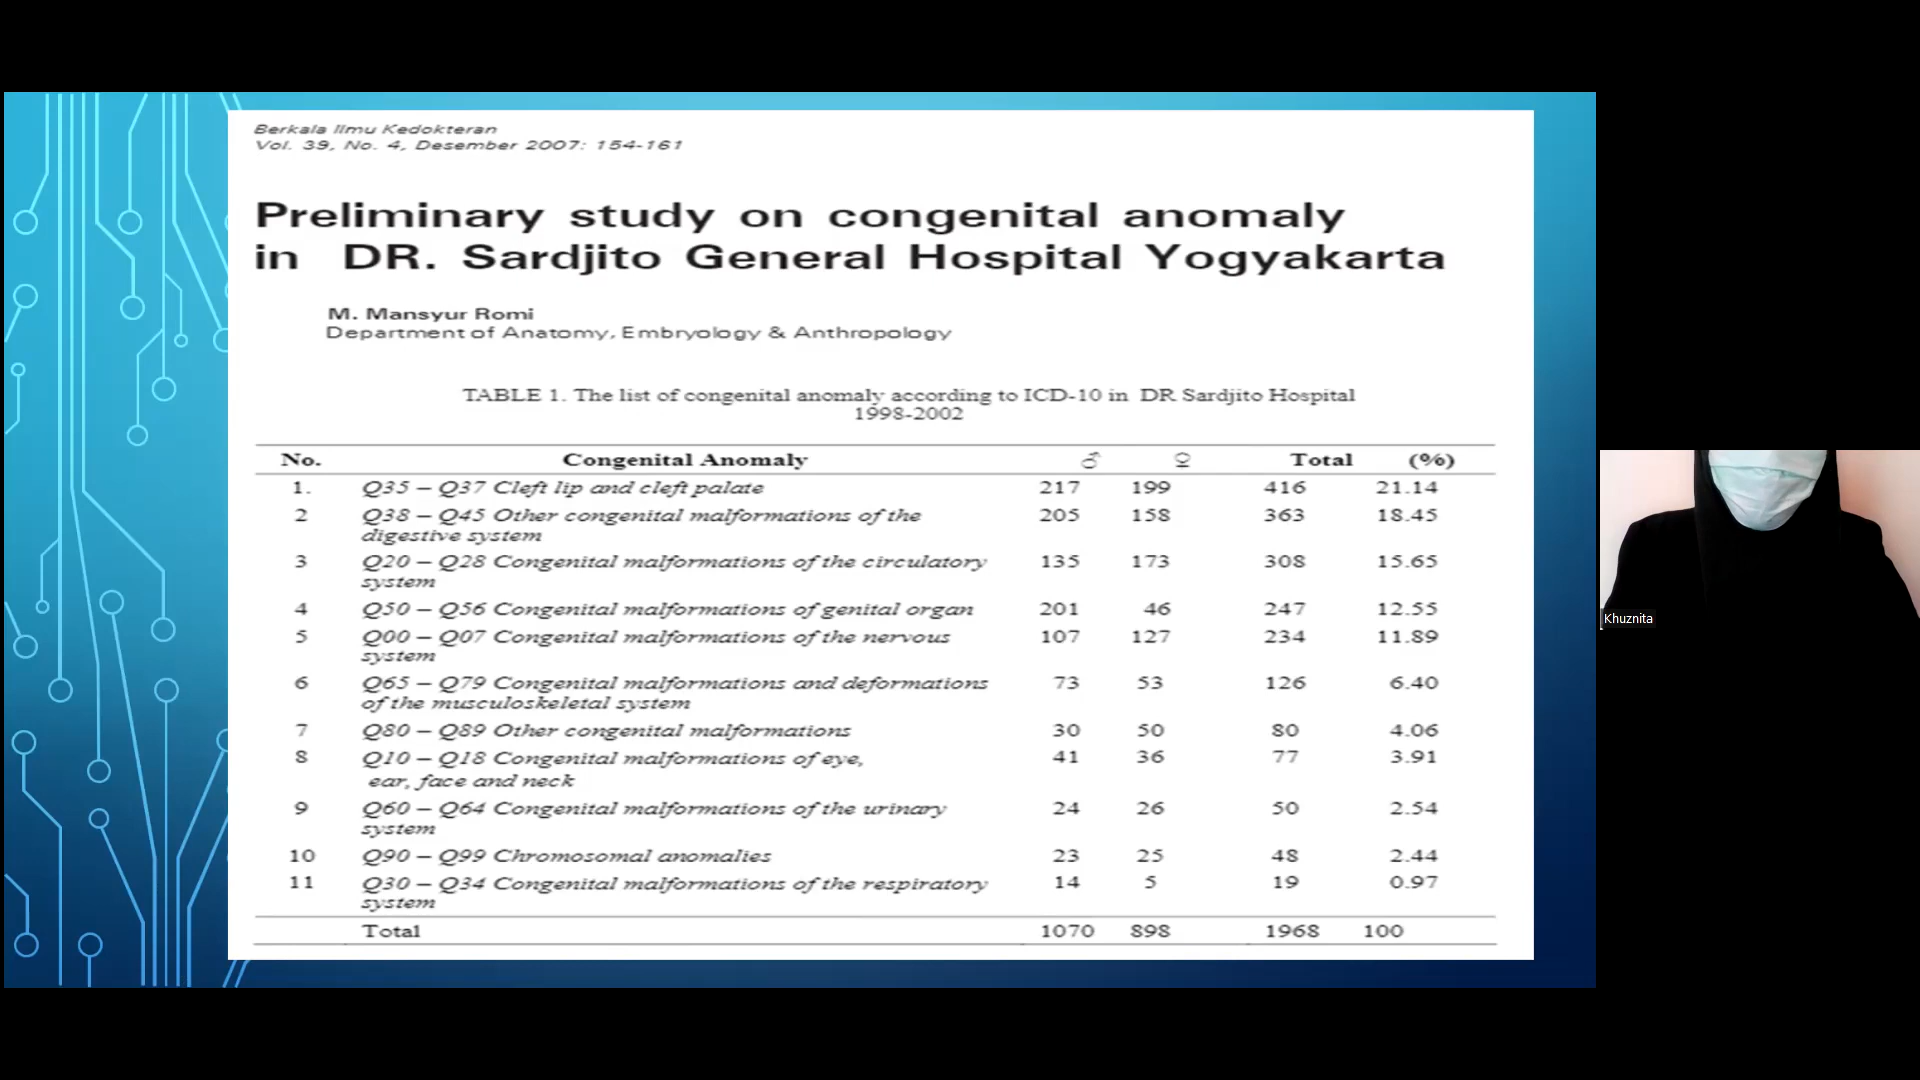 Berkala Ilmu Kedokteran
Vol. 39, No. 4, Desember 2007: 154-161
Preliminary study on congenital anomaly
in DR. Sardjito General Hospital Yogyakarta
M. Mansyur Romi
Department of Anatomy, Embryology & Anthropology
TABLE 1. The list of congenital anomaly according to ICD-10 in DR Sardjito Hospital
1998-2002
No. Congenital Anomaly ♂ ♀ Total (%)
1. Q35 – Q37 Cleft lip and cleft palate 217 199 416 21.14
2 Q38 – Q45 Other congenital malformations of the 205 158 363 18.45
digestive system
3 Q20 – Q28 Congenital malformations of the circulatory 135 173 308 15.65
system
4 Q50 – Q56 Congenital malformations of genital organ 201 46 247 12.55
5 Q00 – Q07 Congenital malformations of the nervous 107 127 234 11.89
system
6 Q65 – Q79 Congenital malformations and deformations 73 53 126 6.40
of the musculoskeletal system
7 Q80 – Q89 Other congenital malformations 30 50 80 4.06
8 Q10 – Q18 Congenital malformations of eye, 41 36 77 3.91
ear, face and neck
9 Q60 – Q64 Congenital malformations of the urinary 24 26 50 2.54
system
10 Q90 – Q99 Chromosomal anomalies 23 25 48 2.44
11 Q30 – Q34 Congenital malformations of the respiratory 14 5 19 0.97
system
Total 1070 898 1968 100
Khuznita